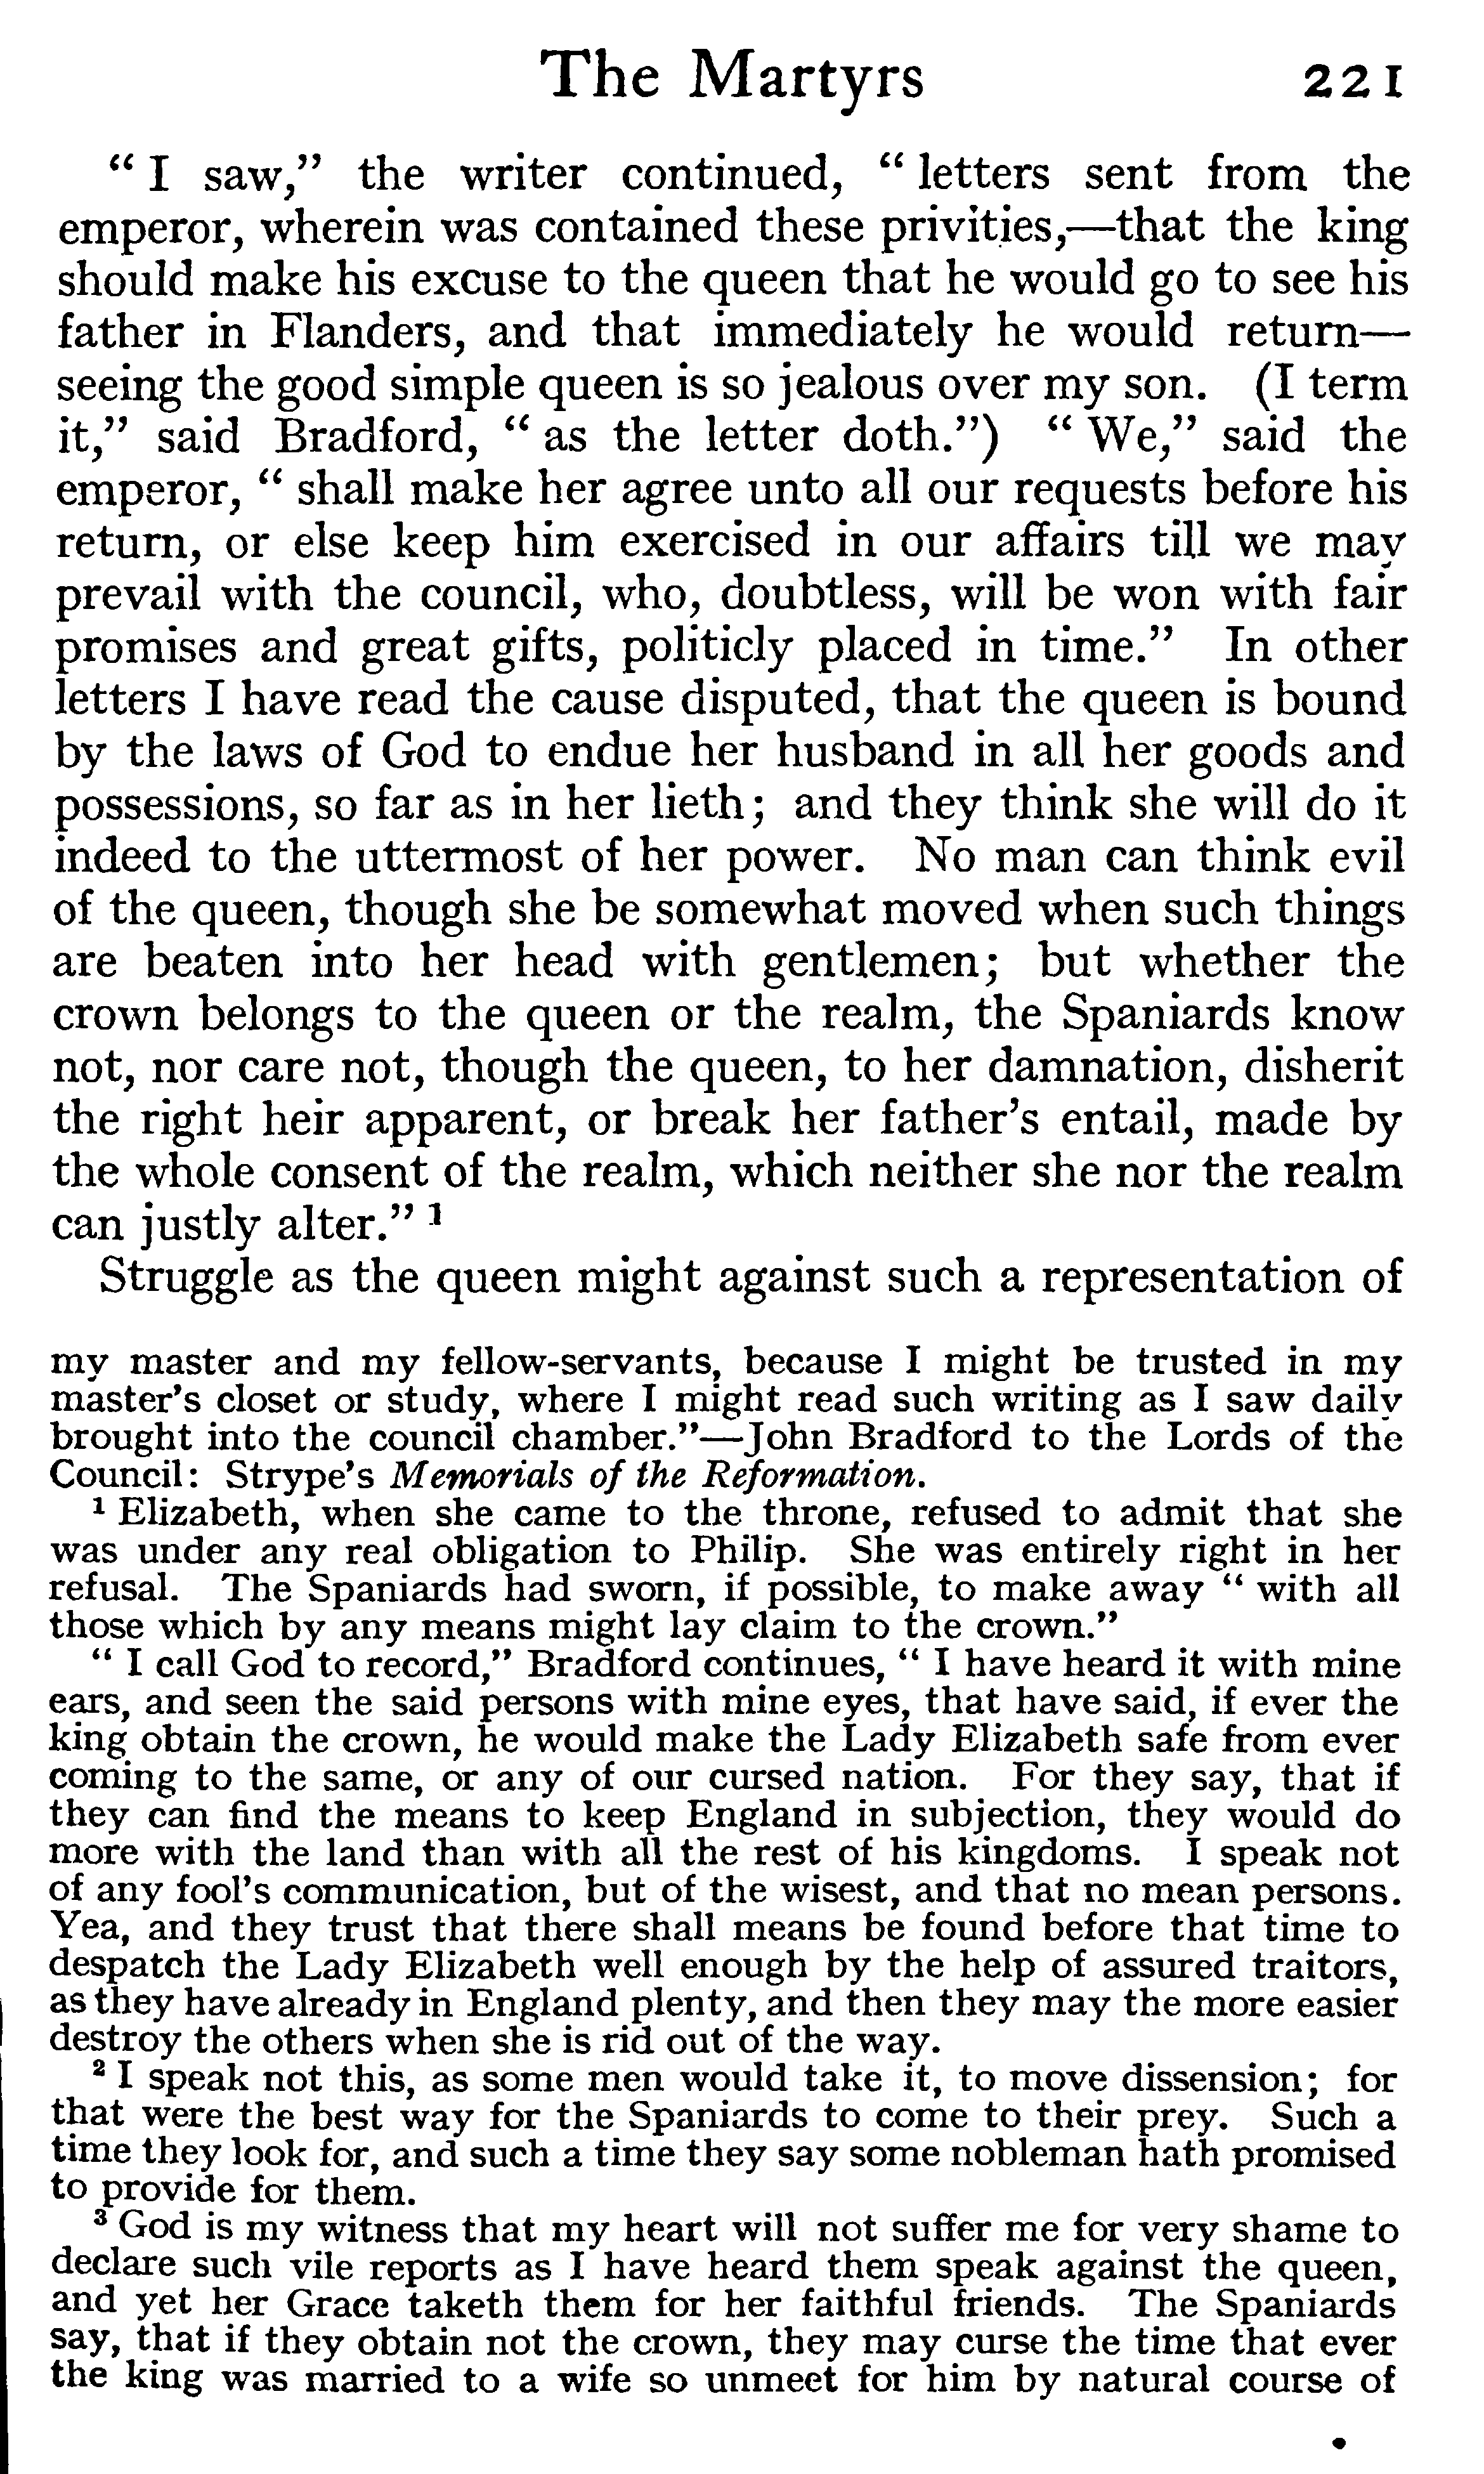 The Martyrs 221
“ I saw,” the writer continued, “ letters sent from the
emperor, wherein was contained these privities,—that the king
should make his excuse to the queen that he would go to see his
father in Flanders, and that immediately he would return—
seeing the good simple queen is so jealous over my son. (I term
it,” said Bradford, “ as the letter doth.”) “ We,” said the
emperor, “ shall make her agree unto all our requests before his
return, or else keep him exercised in our affairs till we may
prevail with the council, who, doubtless, will be won with fair
promises and great gifts, politicly placed in time.” In other
letters I have read the cause disputed, that the queen is bound
by the laws of God to endue her husband in all her goods and
possessions, so far as in her lieth; and they think she will do it
indeed to the uttermost of her power. No man can think evil
of the queen, though she be somewhat moved when such things
are beaten into her head with gentlemen; but whether the
crown belongs to the queen or the realm, the Spaniards know
not, nor care not, though the queen, to her damnation, disherit
the right heir apparent, or break her father’s entail, made by
the whole consent of the realm, which neither she nor the realm
can justly alter.” ¹
Struggle as the queen might against such a representation of
my master and my fellow-servants, because I might be trusted in my
master’s closet or study, where I might read such writing as I saw daily
brought into the council chamber.”—John Bradford to the Lords of the
Council: Strype’s Memorials of the Reformation.
¹ Elizabeth, when she came to the throne, refused to admit that she
was under any real obligation to Philip. She was entirely right in her
refusal. The Spaniards had sworn, if possible, to make away “ with all
those which by any means might lay claim to the crown.”
“ I call God to record,” Bradford continues, “ I have heard it with mine
ears, and seen the said persons with mine eyes, that have said, if ever the
king obtain the crown, he would make the Lady Elizabeth safe from ever
coming to the same, or any of our cursed nation. For they say, that if
they can find the means to keep England in subjection, they would do
more with the land than with all the rest of his kingdoms. I speak not
of any fool’s communication, but of the wisest, and that no mean persons.
Yea, and they trust that there shall means be found before that time to
despatch the Lady Elizabeth well enough by the help of assured traitors,
as they have already in England plenty, and then they may the more easier
destroy the others when she is rid out of the way.
² I speak not this, as some men would take it, to move dissension; for
that were the best way for the Spaniards to come to their prey. Such a
time they look for, and such a time they say some nobleman hath promised
to provide for them.
³ God is my witness that my heart will not suffer me for very shame to
declare such vile reports as I have heard them speak against the queen,
and yet her Grace taketh them for her faithful friends. The Spaniards
say, that if they obtain not the crown, they may curse the time that ever
the king was married to a wife so unmeet for him by natural course of